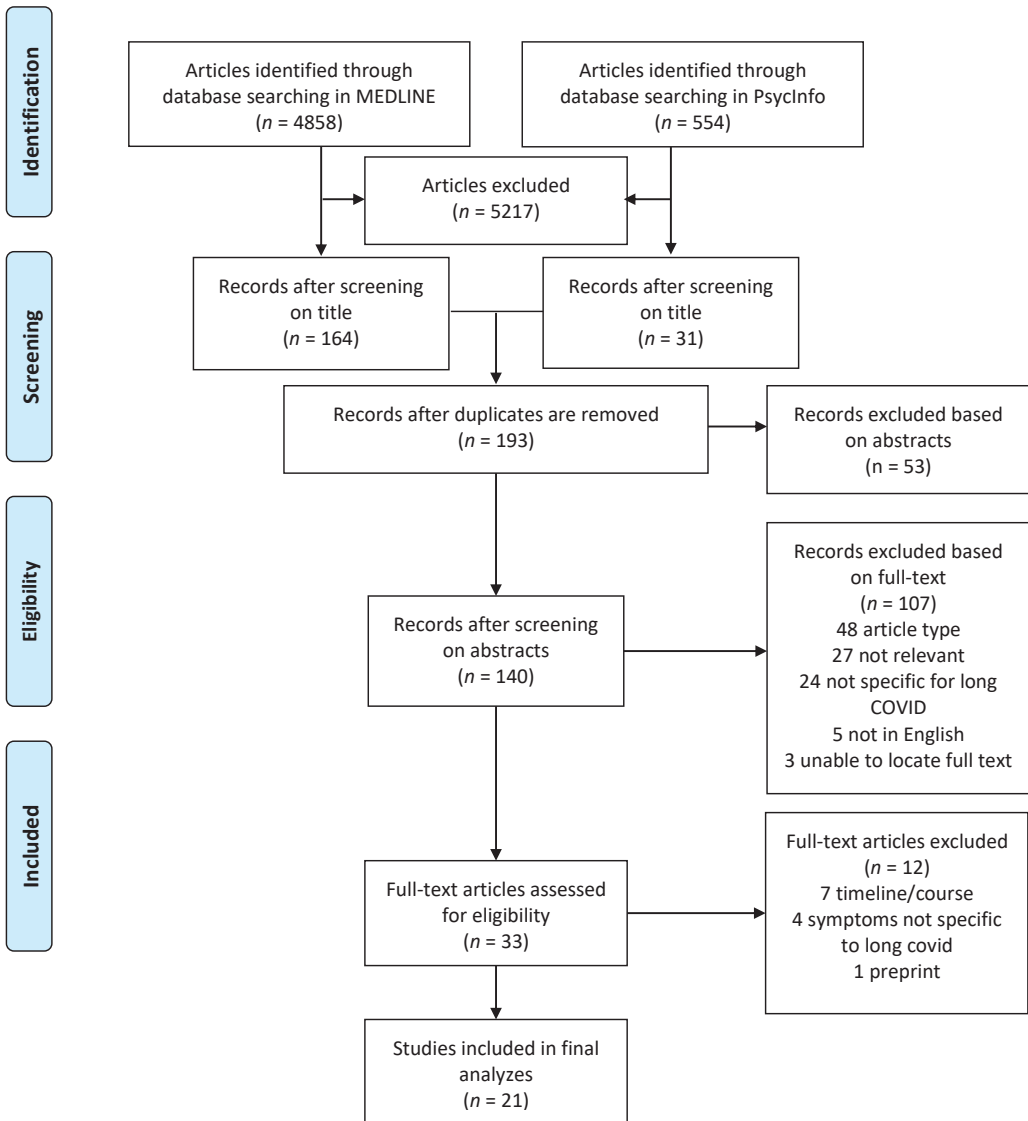 Identification
Articles identified through
database searching in MEDLINE
(n = 4858)
Articles identified through
database searching in PsycInfo
(n = 554)
Articles excluded
(n = 5217)
Screening
Records after screening
on title
(n = 164)
Records after screening
on title
(n = 31)
Records after duplicates are removed
(n = 193)
Records excluded based
on abstracts
(n = 53)
Eligibility
Records after screening
on abstracts
(n = 140)
Records excluded based
on full-text
(n = 107)
48 article type
27 not relevant
24 not specific for long
COVID
5 not in English
3 unable to locate full text
Included
Full-text articles assessed
for eligibility
(n = 33)
Full-text articles excluded
(n = 12)
7 timeline/course
4 symptoms not specific
to long covid
1 preprint
Studies included in final
analyzes
(n = 21)